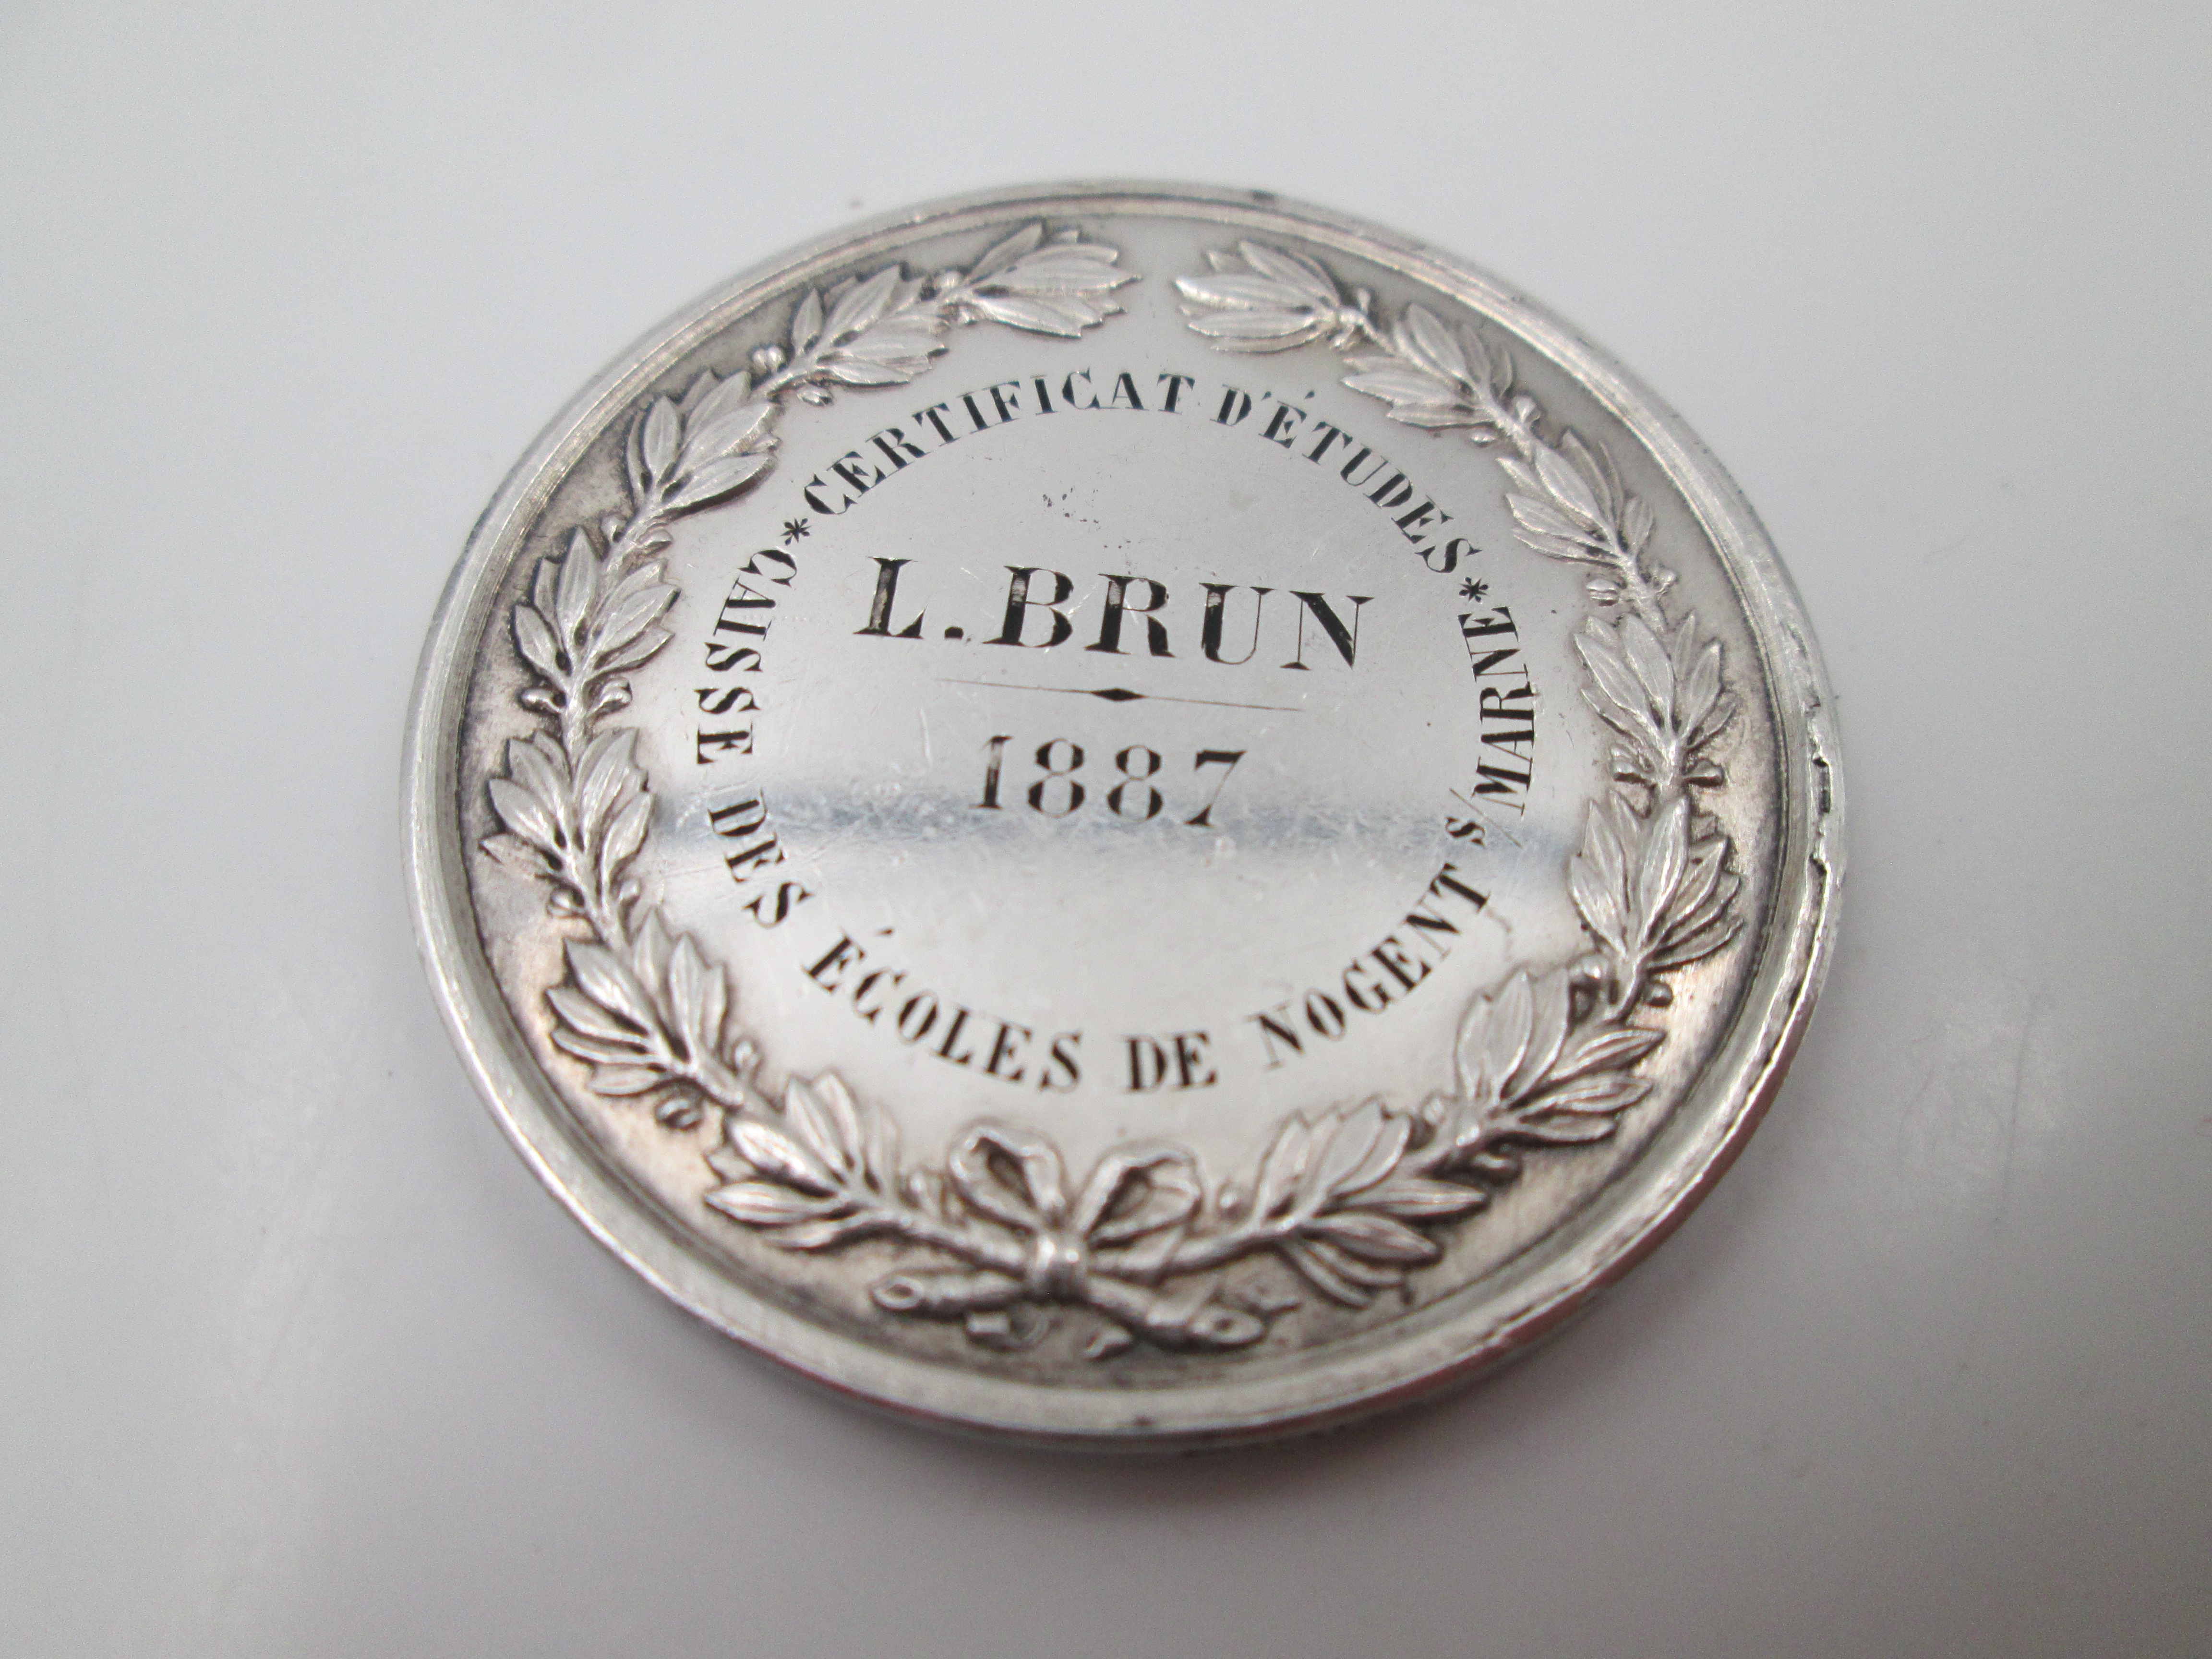 *CERTIFICAT D'ÉTUDES*
L. BRUN
1887
CAISSE DES ÉCOLES DE NOGENT S/MARNE